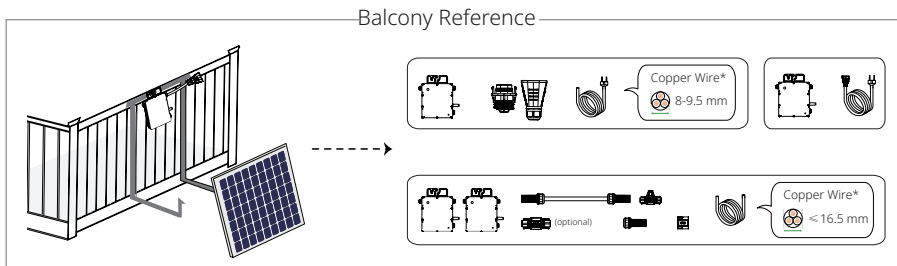 Balcony Reference
Copper Wire*
8-9.5 mm
(optional)
Copper Wire*
≤16.5 mm